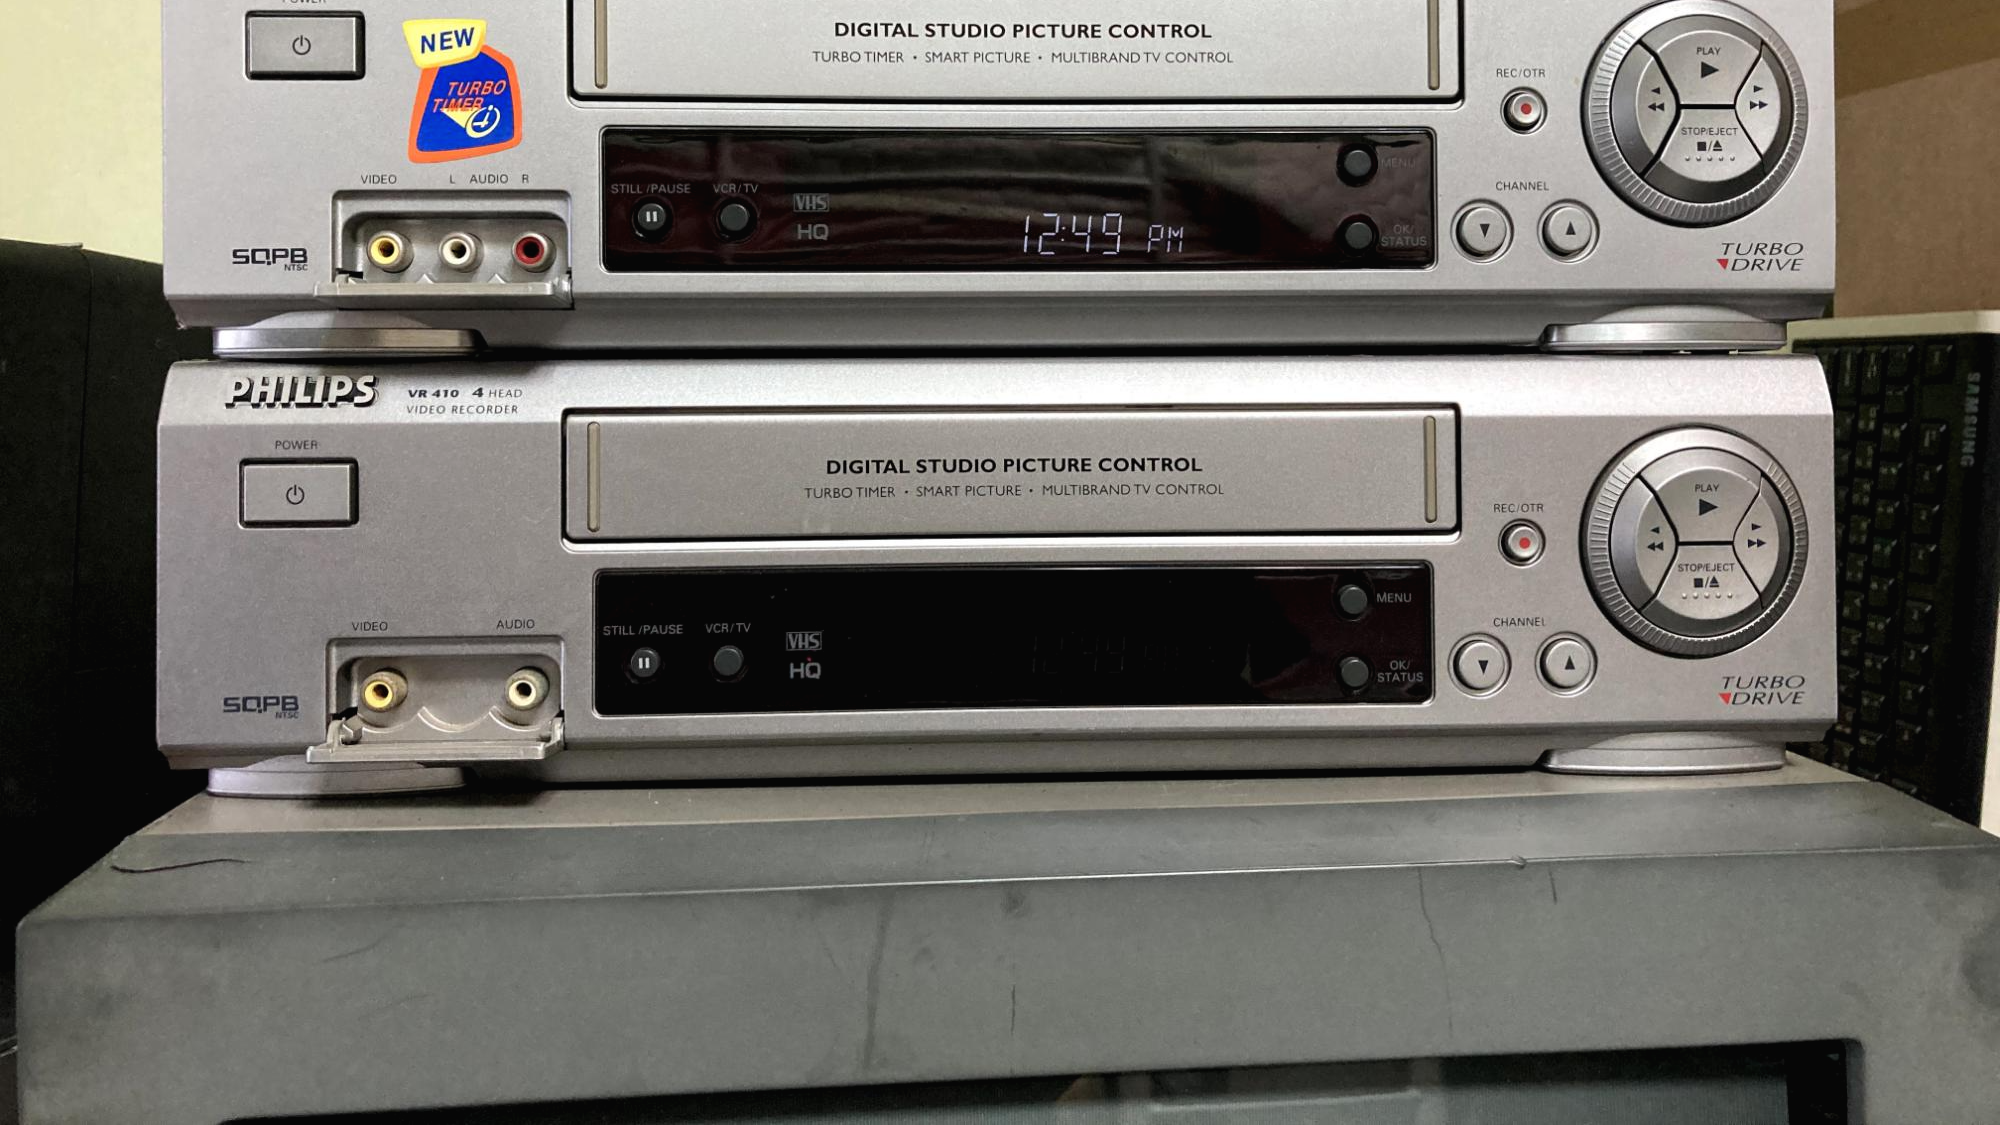 POWER
NEW
TURBO
TIMER
DIGITAL STUDIO PICTURE CONTROL
TURBO TIMER • SMART PICTURE • MULTIBRAND TV CONTROL
REC/OTR
PLAY
STOP/EJECT
VIDEO L AUDIO R
STILL/PAUSE VCR/TV
VHS
HQ
12:49 PM
MENU
OK/
STATUS
CHANNEL
SQPB
NTSC
TURBO
DRIVE
PHILIPS
VR 410 4 HEAD
VIDEO RECORDER
POWER
DIGITAL STUDIO PICTURE CONTROL
TURBO TIMER • SMART PICTURE • MULTIBRAND TV CONTROL
REC/OTR
PLAY
STOP/EJECT
VIDEO AUDIO
STILL/PAUSE VCR/TV
VHS
HQ
MENU
OK/
STATUS
CHANNEL
SQPB
NTSC
TURBO
DRIVE
SAMSUNG